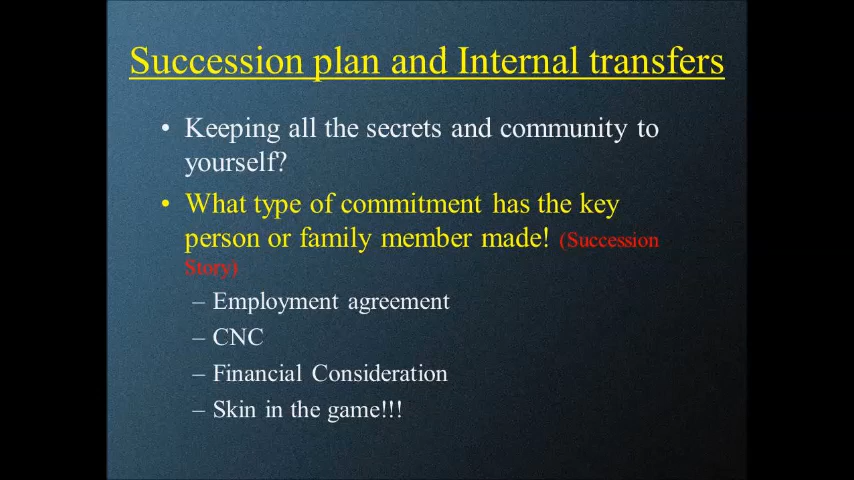 Succession plan and Internal transfers
• Keeping all the secrets and community to
yourself?
• What type of commitment has the key
person or family member made! (Succession
Story)
– Employment agreement
– CNC
– Financial Consideration
– Skin in the game!!!